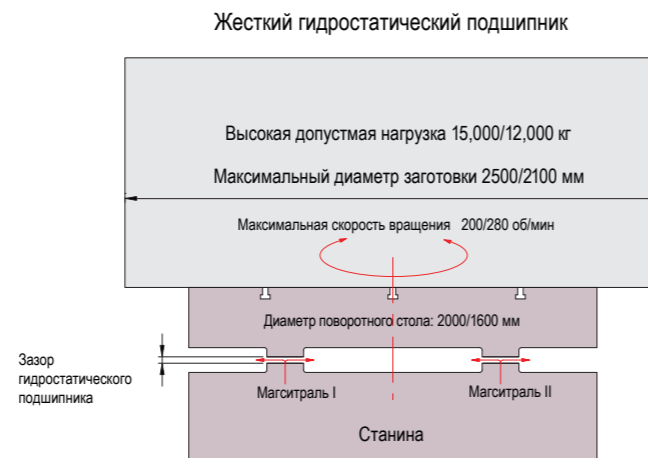 Жесткий гидростатический подшипник
Высокая допустмая нагрузка 15,000/12,000 кг
Максимальный диаметр заготовки 2500/2100 мм
Максимальная скорость вращения 200/280 об/мин
Диаметр поворотного стола: 2000/1600 мм
Зазор
гидростатического
подшипника
Магситраль I
Магситраль II
Станина